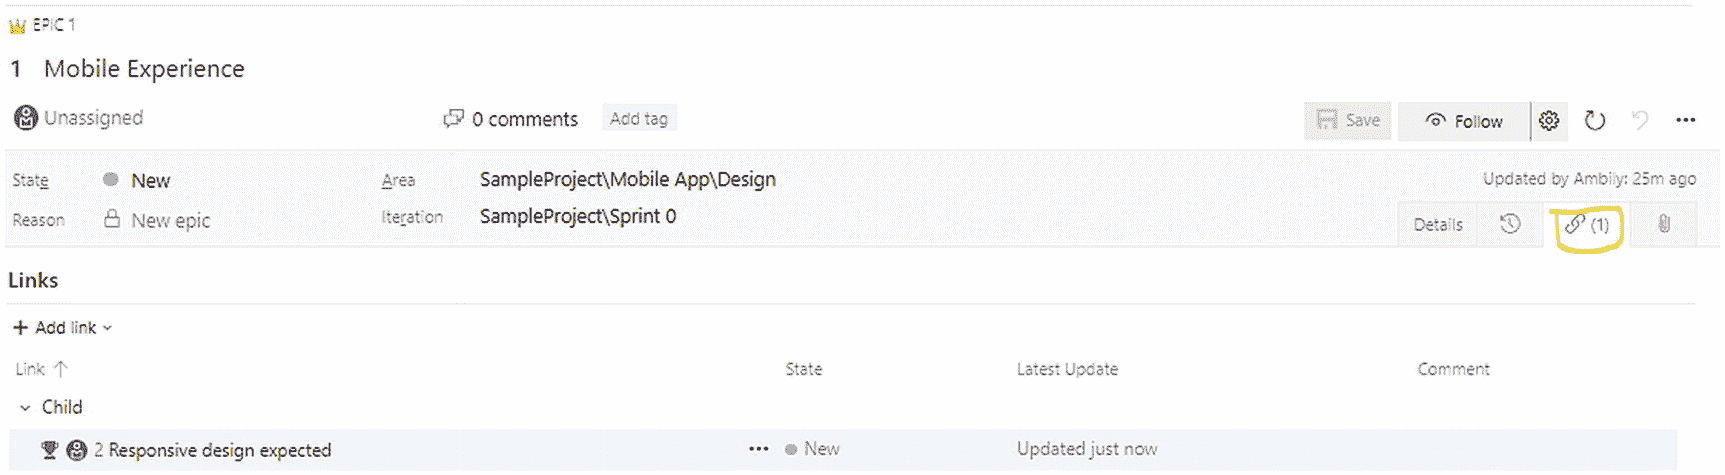 EPIC 1
1 Mobile Experience
Unassigned 0 comments Add tag Save Follow
State New Area SampleProject\Mobile App\Design Updated by Ambily: 25m ago
Reason New epic Iteration SampleProject\Sprint 0 Details (1)
Links
+ Add link
Link ↑ State Latest Update Comment
Child
2 Responsive design expected ••• New Updated just now